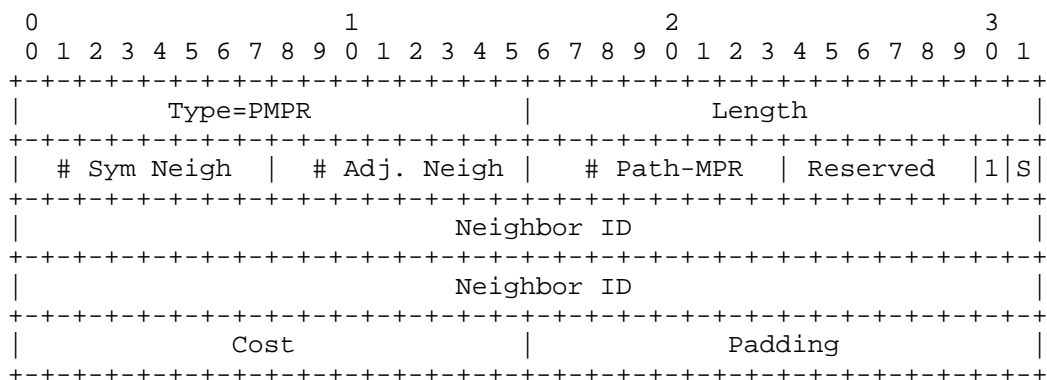 0                   1                   2                   3
 0 1 2 3 4 5 6 7 8 9 0 1 2 3 4 5 6 7 8 9 0 1 2 3 4 5 6 7 8 9 0 1
+-+-+-+-+-+-+-+-+-+-+-+-+-+-+-+-+-+-+-+-+-+-+-+-+-+-+-+-+-+-+-+-+
|         Type=PMPR             |           Length              |
+-+-+-+-+-+-+-+-+-+-+-+-+-+-+-+-+-+-+-+-+-+-+-+-+-+-+-+-+-+-+-+-+
|  # Sym Neigh  |  # Adj. Neigh |   # Path-MPR  | Reserved  |1|S|
+-+-+-+-+-+-+-+-+-+-+-+-+-+-+-+-+-+-+-+-+-+-+-+-+-+-+-+-+-+-+-+-+
|                           Neighbor ID                         |
+-+-+-+-+-+-+-+-+-+-+-+-+-+-+-+-+-+-+-+-+-+-+-+-+-+-+-+-+-+-+-+-+
|                           Neighbor ID                         |
+-+-+-+-+-+-+-+-+-+-+-+-+-+-+-+-+-+-+-+-+-+-+-+-+-+-+-+-+-+-+-+-+
|             Cost              |            Padding            |
+-+-+-+-+-+-+-+-+-+-+-+-+-+-+-+-+-+-+-+-+-+-+-+-+-+-+-+-+-+-+-+-+